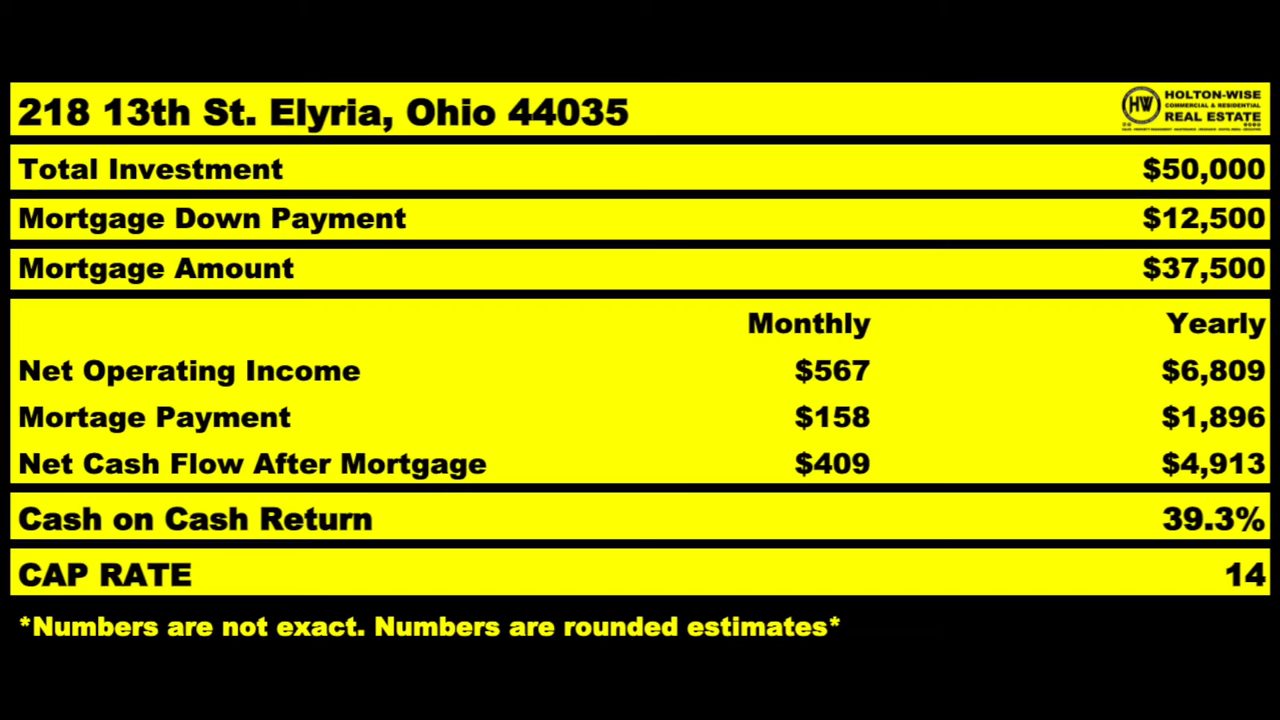 218 13th St. Elyria, Ohio 44035
HOLTON-WISE
COMMERCIAL & RESIDENTIAL
REAL ESTATE
HW
Total Investment $50,000
Mortgage Down Payment $12,500
Mortgage Amount $37,500
Monthly Yearly
Net Operating Income $567 $6,809
Mortage Payment $158 $1,896
Net Cash Flow After Mortgage $409 $4,913
Cash on Cash Return 39.3%
CAP RATE 14
*Numbers are not exact. Numbers are rounded estimates*